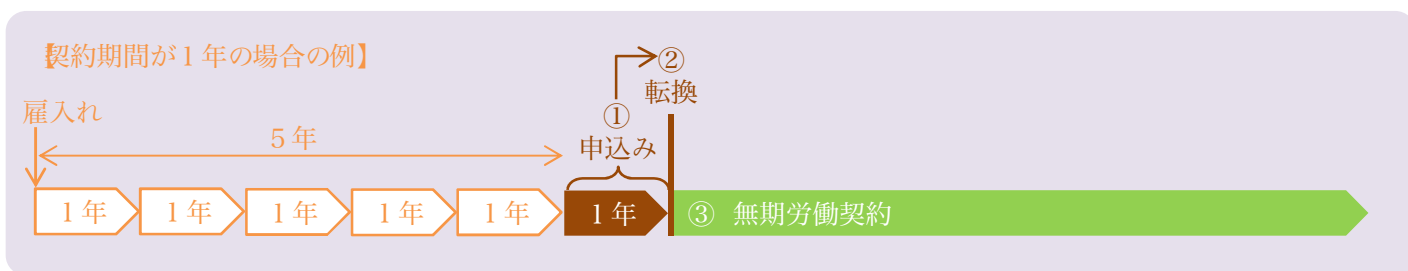 【契約期間が１年の場合の例】
雇入れ
５年
②
転換
①
申込み
１年
１年
１年
１年
１年
１年
③ 無期労働契約